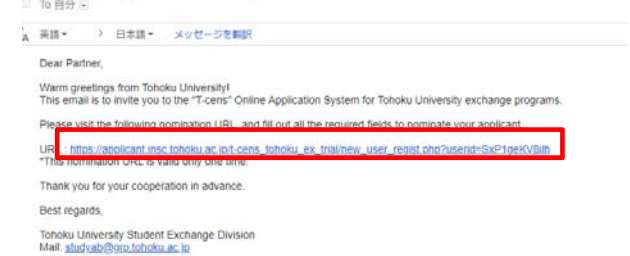 To 自分
英語 > 日本語 メッセージを翻訳
Dear Partner,
Warm greetings from Tohoku University!
This email is to invite you to the "T-cens" Online Application System for Tohoku University exchange programs.
Please visit the following nomination URL, and fill out all the required fields to nominate your applicant.
URL : https://applicant.insc.tohoku.ac.jp/t-cens_tohoku_ex_trial/new_user_regist.php?userid=SxP1geKV8iIh
*This nomination URL is valid only one time.
Thank you for your cooperation in advance.
Best regards,
Tohoku University Student Exchange Division
Mail: studyab@grp.tohoku.ac.jp